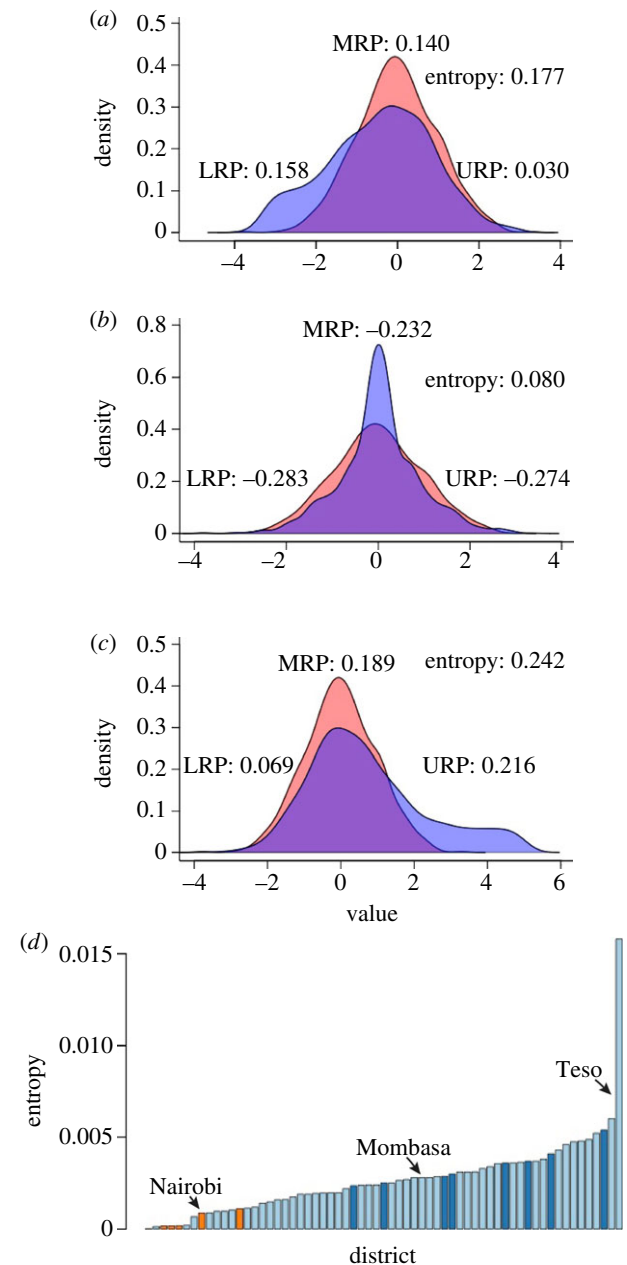 (a)
0.5
MRP: 0.140
0.4
entropy: 0.177
0.3
density
0.2
LRP: 0.158
URP: 0.030
0.1
0
–4 –2 0 2 4
(b)
0.8
MRP: –0.232
0.6
entropy: 0.080
density
0.4
LRP: –0.283
URP: –0.274
0.2
0
–4 –2 0 2 4
(c)
0.5
MRP: 0.189
entropy: 0.242
0.4
0.3
density
LRP: 0.069
URP: 0.216
0.2
0.1
0
–4 –2 0 2 4 6
value
(d)
0.015
0.010
entropy
Teso
0.005
Mombasa
Nairobi
0
district